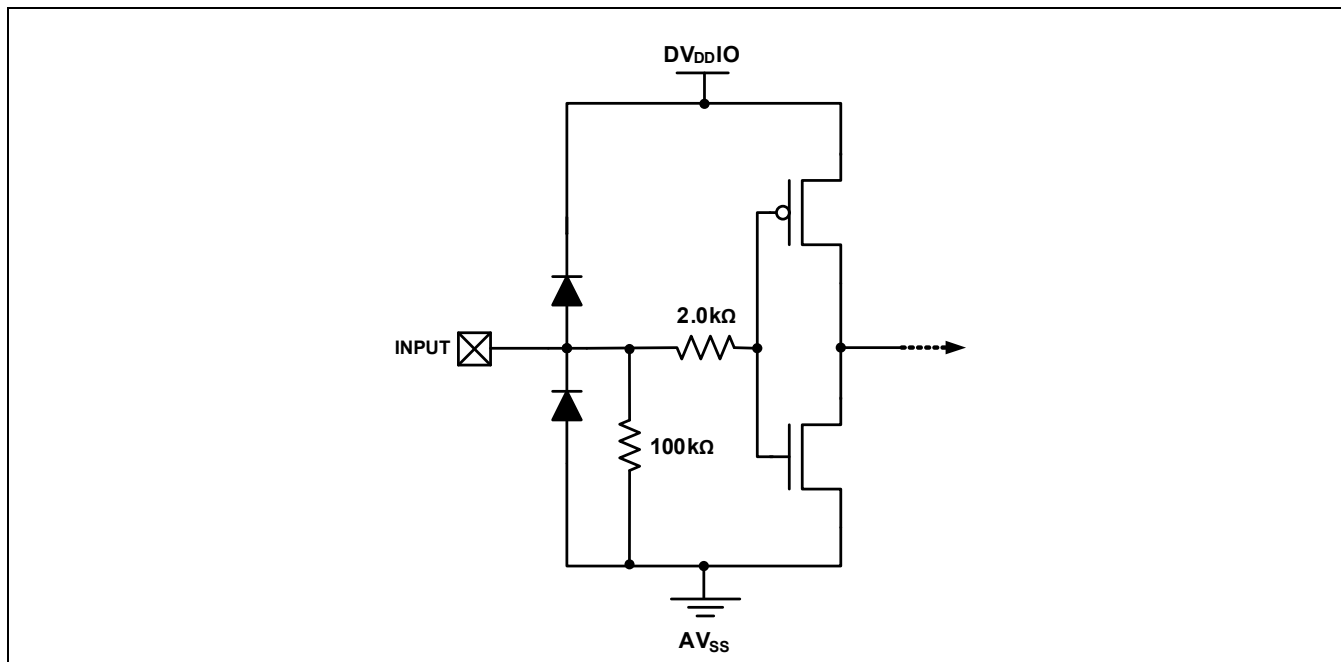 DVDDIO
2.0kΩ
INPUT
100kΩ
AVSS